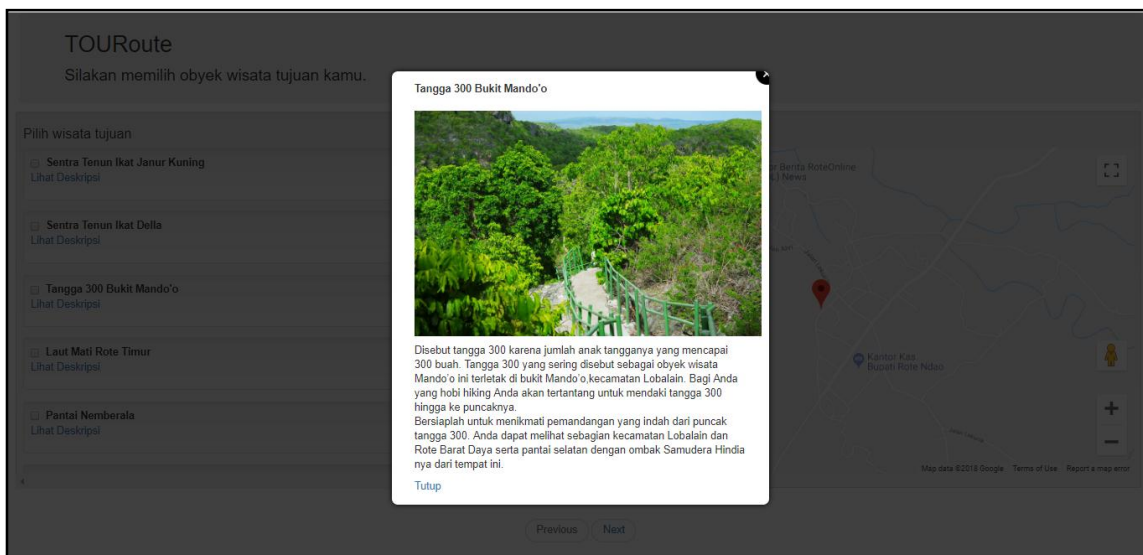 TOURoute
Silakan memilih obyek wisata tujuan kamu.
Pilih wisata tujuan
Sentra Tenun Ikat Janur Kuning
Lihat Deskripsi
Sentra Tenun Ikat Della
Lihat Deskripsi
Tangga 300 Bukit Mando'o
Lihat Deskripsi
Laut Mati Rote Timur
Lihat Deskripsi
Pantai Nemberala
Lihat Deskripsi
Tangga 300 Bukit Mando'o
Disebut tangga 300 karena jumlah anak tangganya yang mencapai
300 buah. Tangga 300 yang sering disebut sebagai obyek wisata
Mando'o ini terletak di bukit Mando'o,kecamatan Lobalain. Bagi Anda
yang hobi hiking Anda akan tertantang untuk mendaki tangga 300
hingga ke puncaknya.
Bersiaplah untuk menikmati pemandangan yang indah dari puncak
tangga 300. Anda dapat melihat sebagian kecamatan Lobalain dan
Rote Barat Daya serta pantai selatan dengan ombak Samudera Hindia
nya dari tempat ini.
Tutup
Berita RoteOnline
News
Kantor Kas
Bupati Rote Ndao
Map data ©2018 Google Terms of Use Report a map error
Previous Next